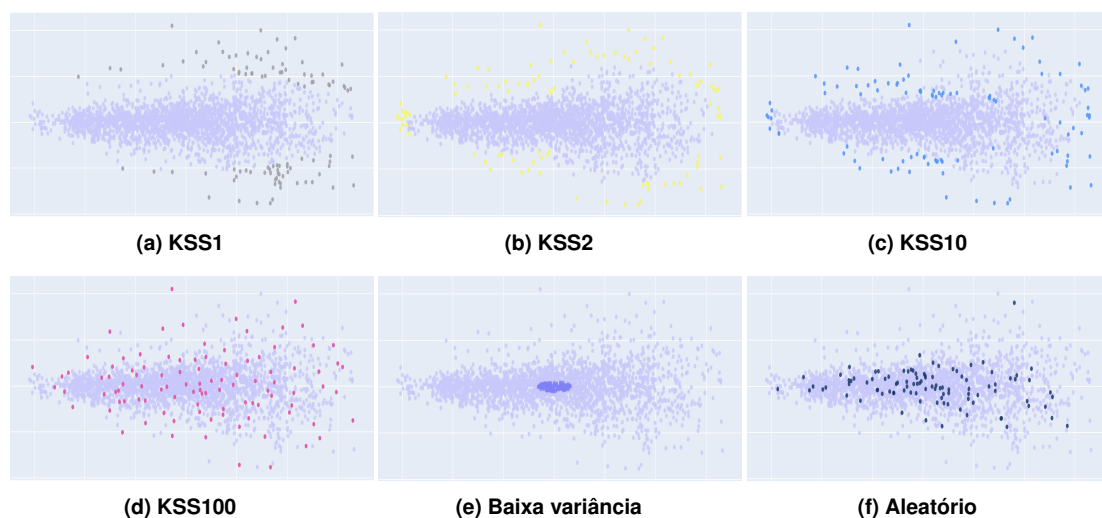 (a) KSS1
(b) KSS2
(c) KSS10
(d) KSS100
(e) Baixa variância
(f) Aleatório